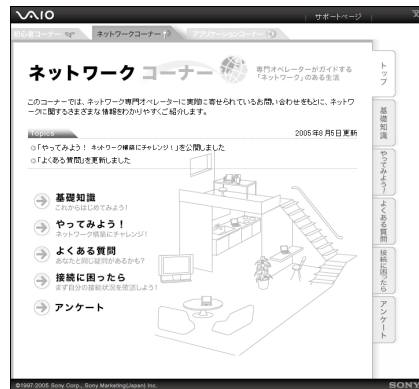 VAIO
サポートページ
初心者コーナー
ネットワークコーナー
アプリケーションコーナー
ネットワーク コーナー
専門オペレーターがガイドする
「ネットワーク」のある生活
このコーナーでは、ネットワーク専門オペレーターに実際に寄せられているお問い合わせをもとに、ネットワークに関するさまざまな情報をわかりやすくご紹介します。
Topics
2005年8月5日更新
「やってみよう！ ネットワーク構築にチャレンジ！」を公開しました
「よくある質問」を更新しました
基礎知識
これからはじめてみよう！
やってみよう！
ネットワーク構築にチャレンジ！
よくある質問
あなたと同じ疑問があるかも？
接続に困ったら
まず自分の接続状況を確認しよう！
アンケート
トップ
基礎知識
やってみよう！
よくある質問
接続に困ったら
アンケート
©1997-2005 Sony Corp., Sony Marketing(Japan) Inc.
SONY